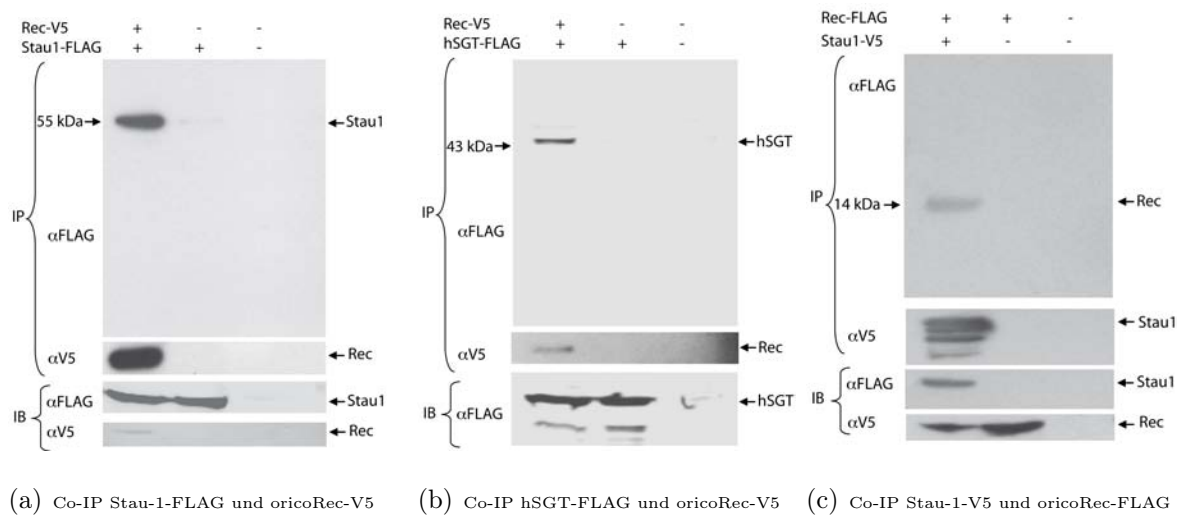 Rec-V5 + - -
Stau1-FLAG + + -
55 kDa
Stau1
IP
αFLAG
αV5
Rec
IB
αFLAG
Stau1
αV5
Rec
(a) Co-IP Stau-1-FLAG und oricoRec-V5
Rec-V5 + - -
hSGT-FLAG + + -
43 kDa
hSGT
IP
αFLAG
αV5
Rec
IB
αFLAG
hSGT
(b) Co-IP hSGT-FLAG und oricoRec-V5
Rec-FLAG + + -
Stau1-V5 + - -
αFLAG
IP
14 kDa
Rec
αV5
Stau1
IB
αFLAG
Stau1
αV5
Rec
(c) Co-IP Stau-1-V5 und oricoRec-FLAG